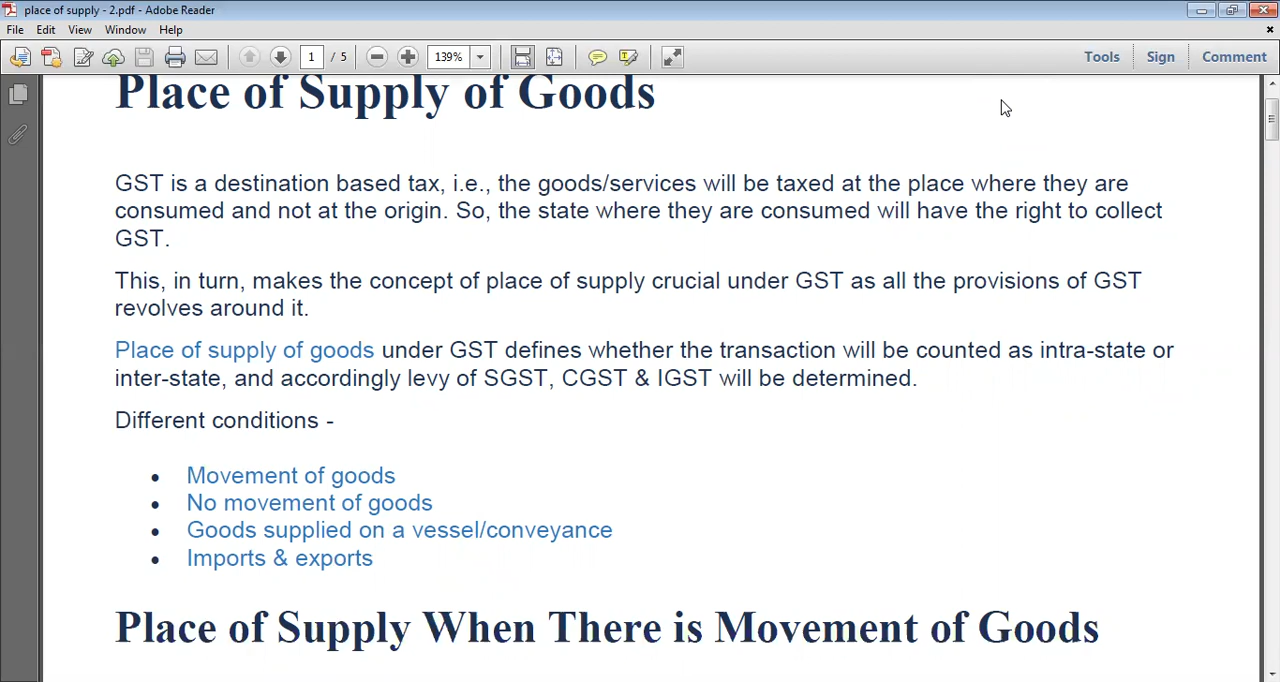 place of supply - 2.pdf - Adobe Reader
File Edit View Window Help
1 / 5 139% Tools Sign Comment
Place of Supply of Goods
GST is a destination based tax, i.e., the goods/services will be taxed at the place where they are
consumed and not at the origin. So, the state where they are consumed will have the right to collect
GST.
This, in turn, makes the concept of place of supply crucial under GST as all the provisions of GST
revolves around it.
Place of supply of goods under GST defines whether the transaction will be counted as intra-state or
inter-state, and accordingly levy of SGST, CGST & IGST will be determined.
Different conditions -
• Movement of goods
• No movement of goods
• Goods supplied on a vessel/conveyance
• Imports & exports
Place of Supply When There is Movement of Goods